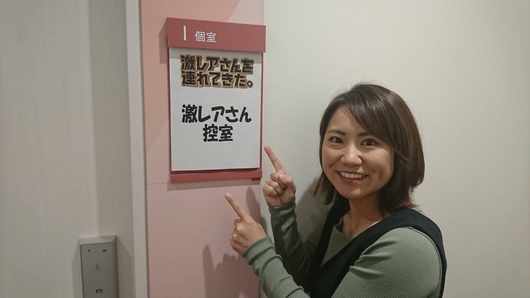 1 個室
激レアさんを
連れてきた。
激レアさん
控室